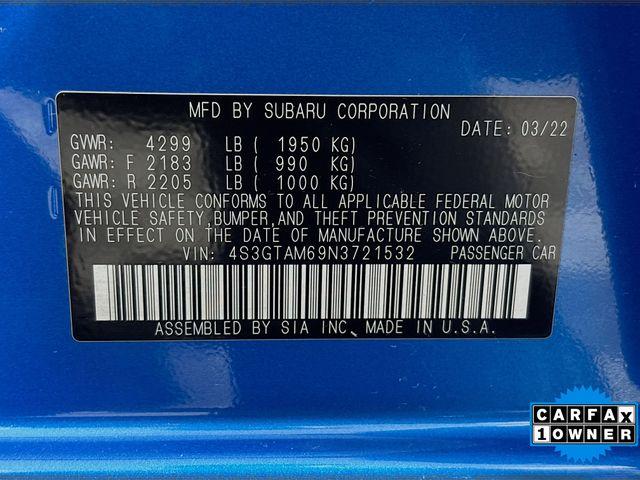 MFD BY SUBARU CORPORATION
DATE: 03/22
GVWR: 4299 LB ( 1950 KG)
GAWR: F 2183 LB ( 990 KG)
GAWR: R 2205 LB ( 1000 KG)
THIS VEHICLE CONFORMS TO ALL APPLICABLE FEDERAL MOTOR
VEHICLE SAFETY, BUMPER, AND THEFT PREVENTION STANDARDS
IN EFFECT ON THE DATE OF MANUFACTURE SHOWN ABOVE.
VIN: 4S3GTAM69N3721532 PASSENGER CAR
ASSEMBLED BY SIA INC. MADE IN U.S.A.
CARFAX
1 OWNER